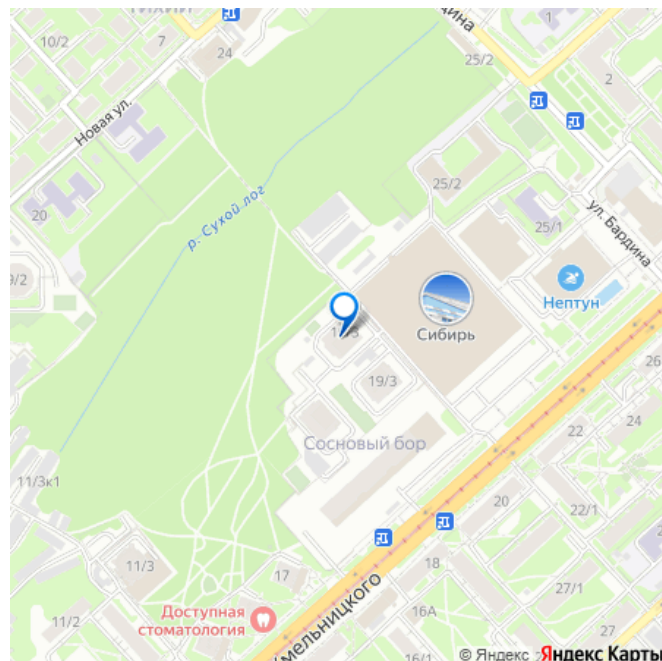 ТИХИЙ
10/2
7
24
25/2
1
2
Новая ул.
20
р. Сухой лог
25/2
25/1
ул. Бардина
Нептун
Сибирь
19/3
Сосновый бор
26
24
22
22/1
20
11/3к1
11/3
17
18
16А
27/1
27
11/2
Доступная
стоматология
© Яндекс
Яндекс Карты